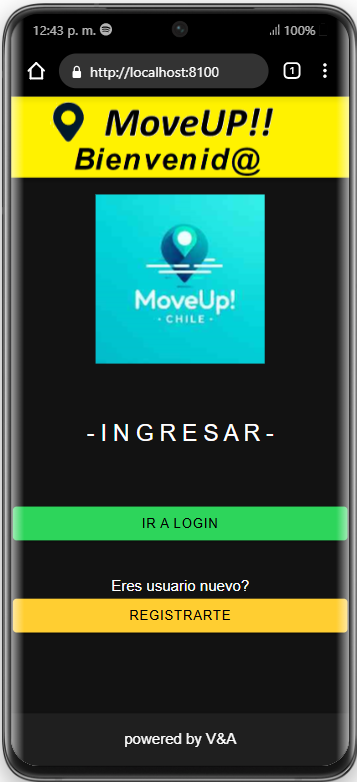 12:43 p. m. 100%
http://localhost:8100 1
MoveUP!!
Bienvenid@
MoveUp!
- CHILE -
-INGRESAR-
IR A LOGIN
Eres usuario nuevo?
REGISTRARTE
powered by V&A